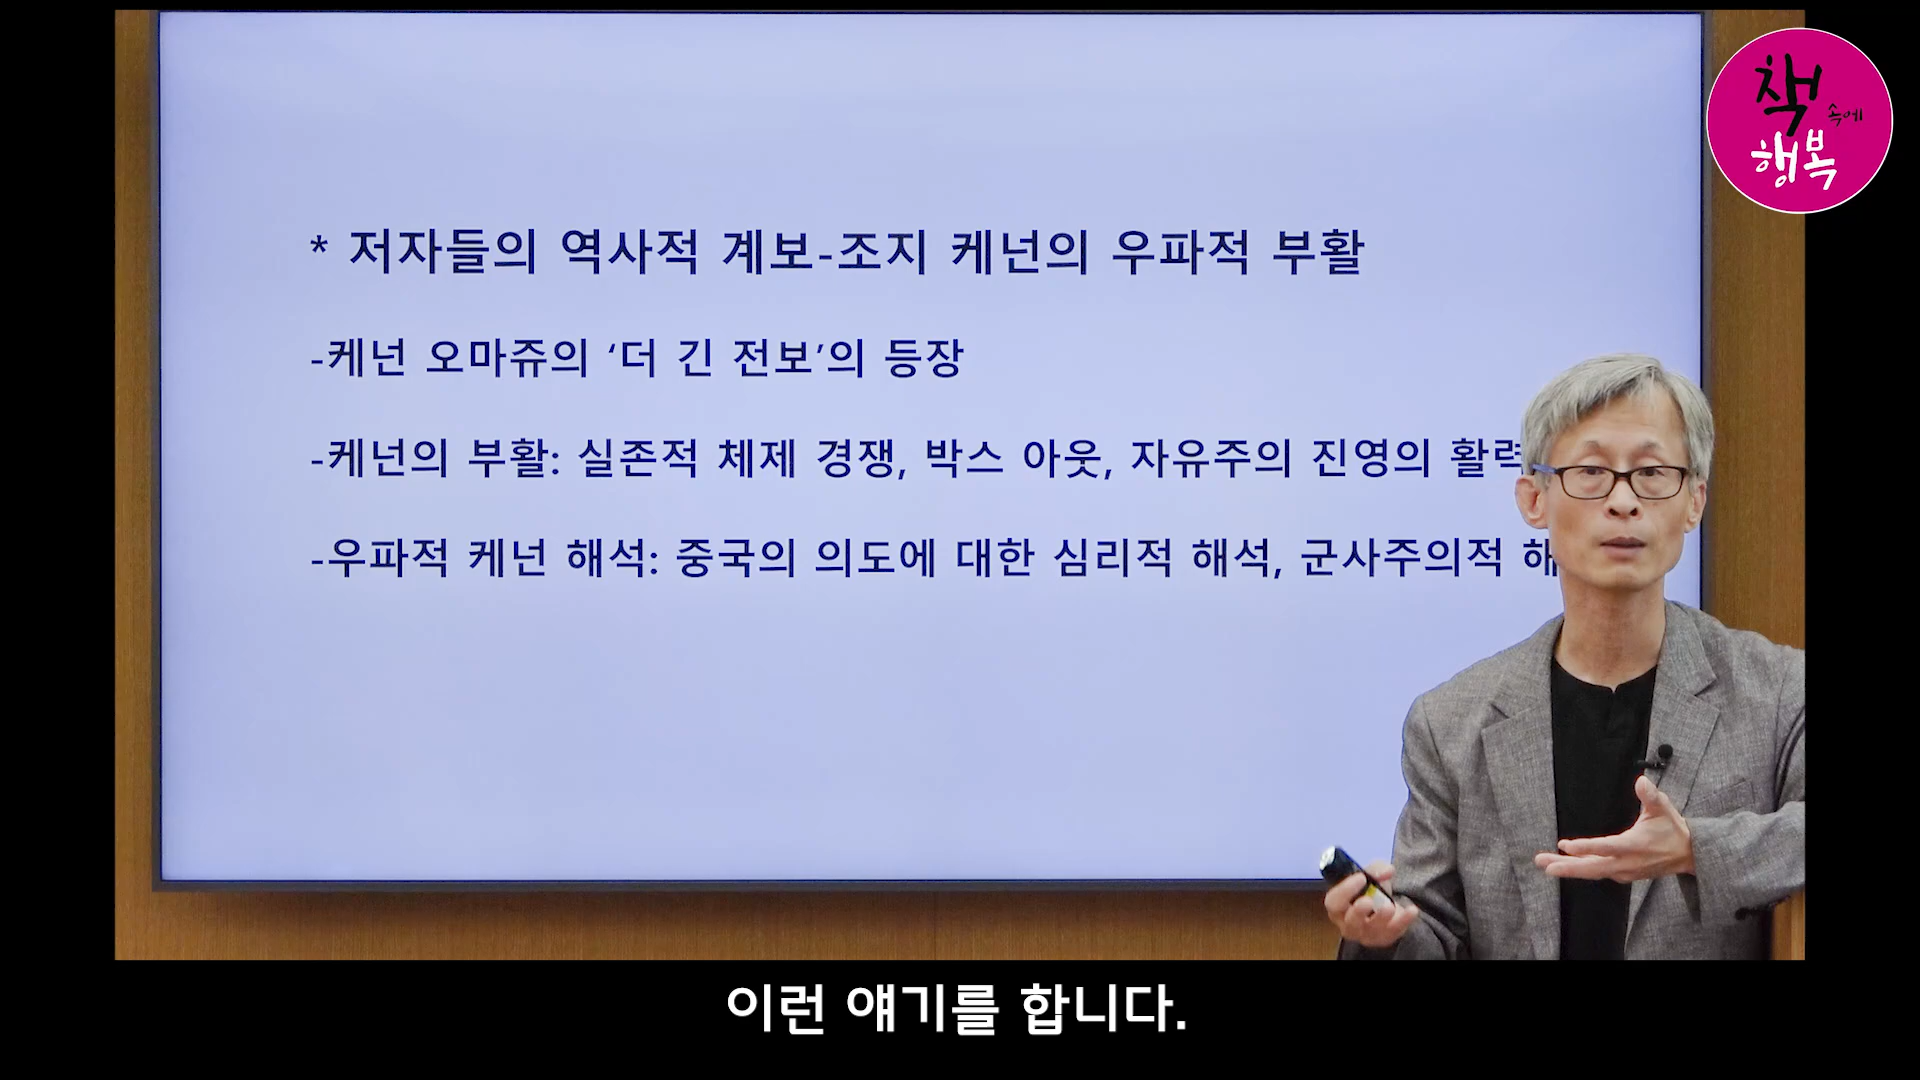 책
속에
행복
* 저자들의 역사적 계보-조지 케넌의 우파적 부활
-케넌 오마쥬의 ‘더 긴 전보’의 등장
-케넌의 부활: 실존적 체제 경쟁, 박스 아웃, 자유주의 진영의 활력
-우파적 케넌 해석: 중국의 의도에 대한 심리적 해석, 군사주의적
이런 얘기를 합니다.